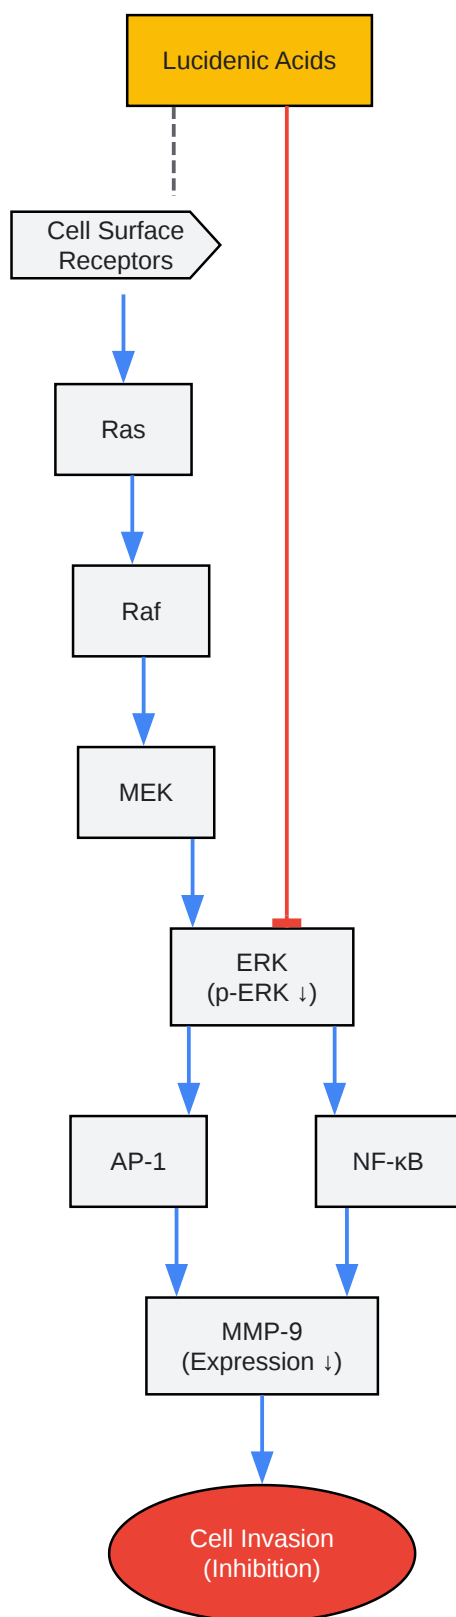 Lucidenic Acids
Cell Surface
Receptors
Ras
Raf
MEK
ERK
(p-ERK ↓)
AP-1
NF-κB
MMP-9
(Expression ↓)
Cell Invasion
(Inhibition)